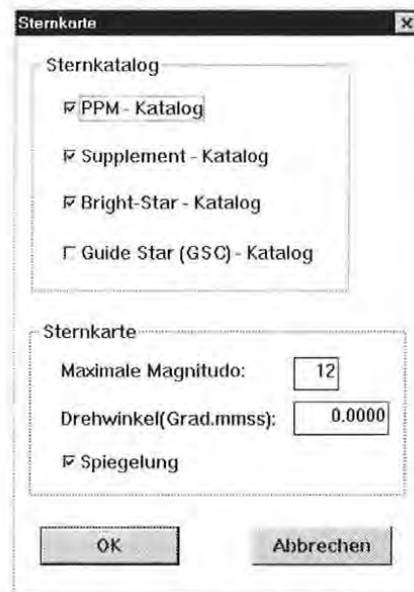 Sternkarte
Sternkatalog
PPM - Katalog
Supplement - Katalog
Bright-Star - Katalog
Guide Star (GSC) - Katalog
Sternkarte
Maximale Magnitudo: 12
Drehwinkel(Grad.mmss): 0.0000
Spiegelung
OK Abbrechen